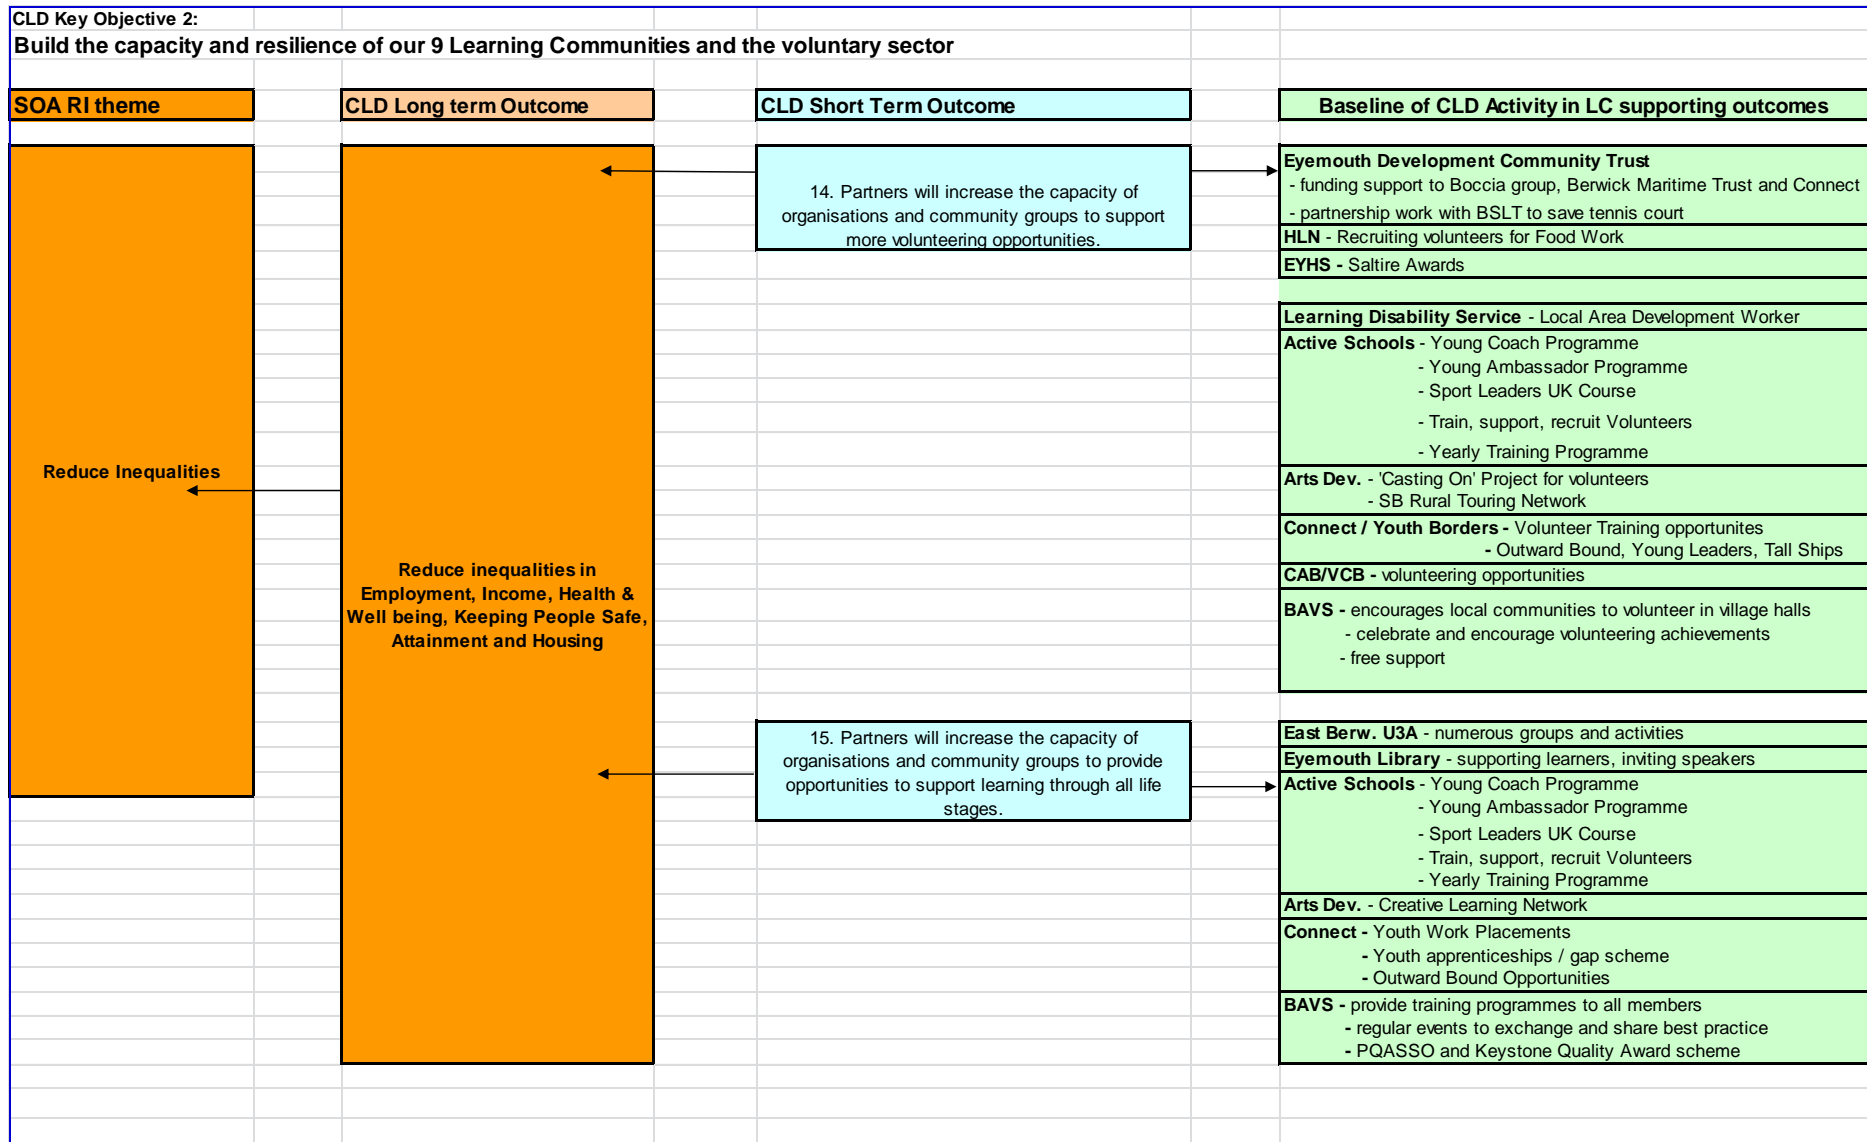 CLD Key Objective 2:
Build the capacity and resilience of our 9 Learning Communities and the voluntary sector
SOA RI theme
CLD Long term Outcome
CLD Short Term Outcome
Baseline of CLD Activity in LC supporting outcomes
Reduce Inequalities
Reduce inequalities in
Employment, Income, Health &
Well being, Keeping People Safe,
Attainment and Housing
14. Partners will increase the capacity of
organisations and community groups to support
more volunteering opportunities.
Eyemouth Development Community Trust
- funding support to Boccia group, Berwick Maritime Trust and Connect
- partnership work with BSLT to save tennis court
HLN - Recruiting volunteers for Food Work
EYHS - Saltire Awards
Learning Disability Service - Local Area Development Worker
Active Schools - Young Coach Programme
- Young Ambassador Programme
- Sport Leaders UK Course
- Train, support, recruit Volunteers
- Yearly Training Programme
Arts Dev. - 'Casting On' Project for volunteers
- SB Rural Touring Network
Connect / Youth Borders - Volunteer Training opportunites
- Outward Bound, Young Leaders, Tall Ships
CAB/VCB - volunteering opportunities
BAVS - encourages local communities to volunteer in village halls
- celebrate and encourage volunteering achievements
- free support
15. Partners will increase the capacity of
organisations and community groups to provide
opportunities to support learning through all life
stages.
East Berw. U3A - numerous groups and activities
Eyemouth Library - supporting learners, inviting speakers
Active Schools - Young Coach Programme
- Young Ambassador Programme
- Sport Leaders UK Course
- Train, support, recruit Volunteers
- Yearly Training Programme
Arts Dev. - Creative Learning Network
Connect - Youth Work Placements
- Youth apprenticeships / gap scheme
- Outward Bound Opportunities
BAVS - provide training programmes to all members
- regular events to exchange and share best practice
- PQASSO and Keystone Quality Award scheme